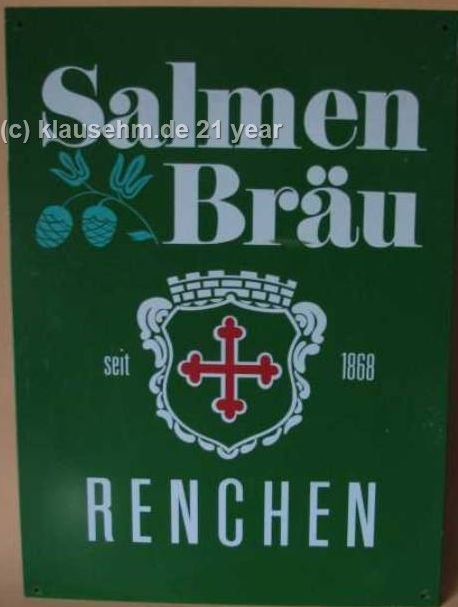 Salmen
(c) klausehm.de 21 year
Bräu
seit 1868
RENCHEN